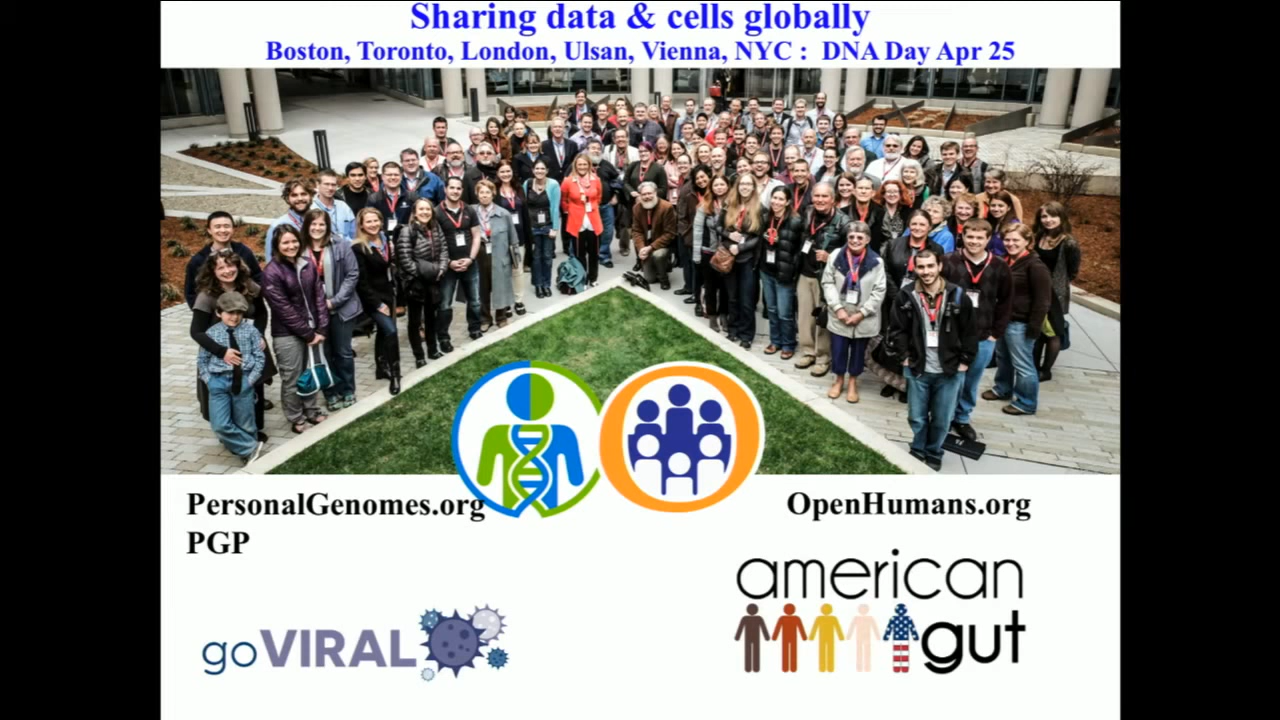 Sharing data & cells globally
Boston, Toronto, London, Ulsan, Vienna, NYC : DNA Day Apr 25
PersonalGenomes.org
PGP
OpenHumans.org
goVIRAL
american
gut